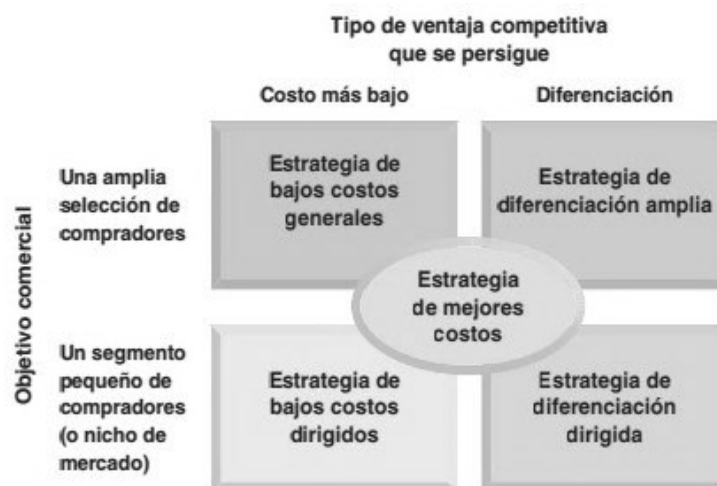 Tipo de ventaja competitiva
que se persigue
Costo más bajo
Diferenciación
Objetivo comercial
Una amplia
selección de
compradores
Estrategia de
bajos costos
generales
Estrategia de
diferenciación amplia
Estrategia
de mejores
costos
Un segmento
pequeño de
compradores
(o nicho de
mercado)
Estrategia de
bajos costos
dirigidos
Estrategia de
diferenciación
dirigida